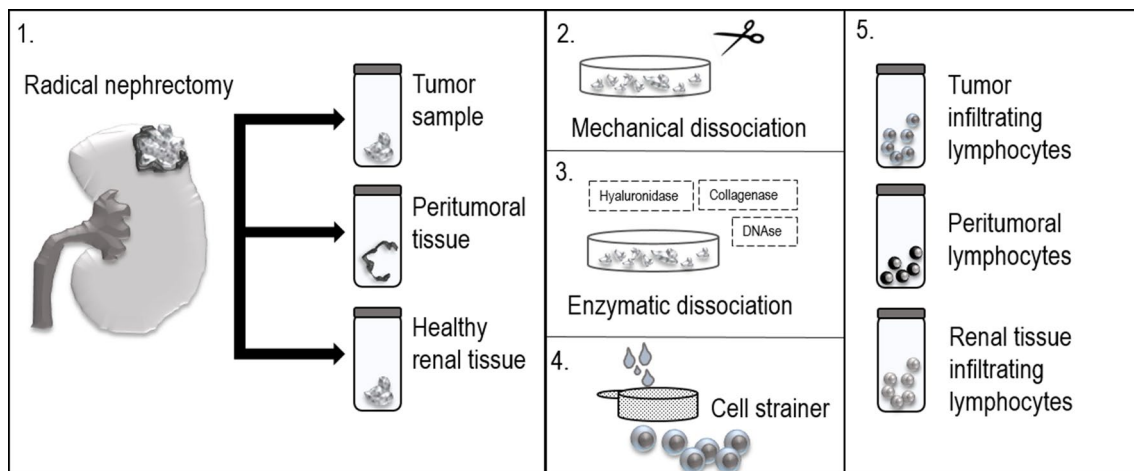 1.
Radical nephrectomy
Tumor
sample
Peritumoral
tissue
Healthy
renal tissue
2.
Mechanical dissociation
3.
Hyaluronidase
Collagenase
DNAse
Enzymatic dissociation
4.
Cell strainer
5.
Tumor
infiltrating
lymphocytes
Peritumoral
lymphocytes
Renal tissue
infiltrating
lymphocytes